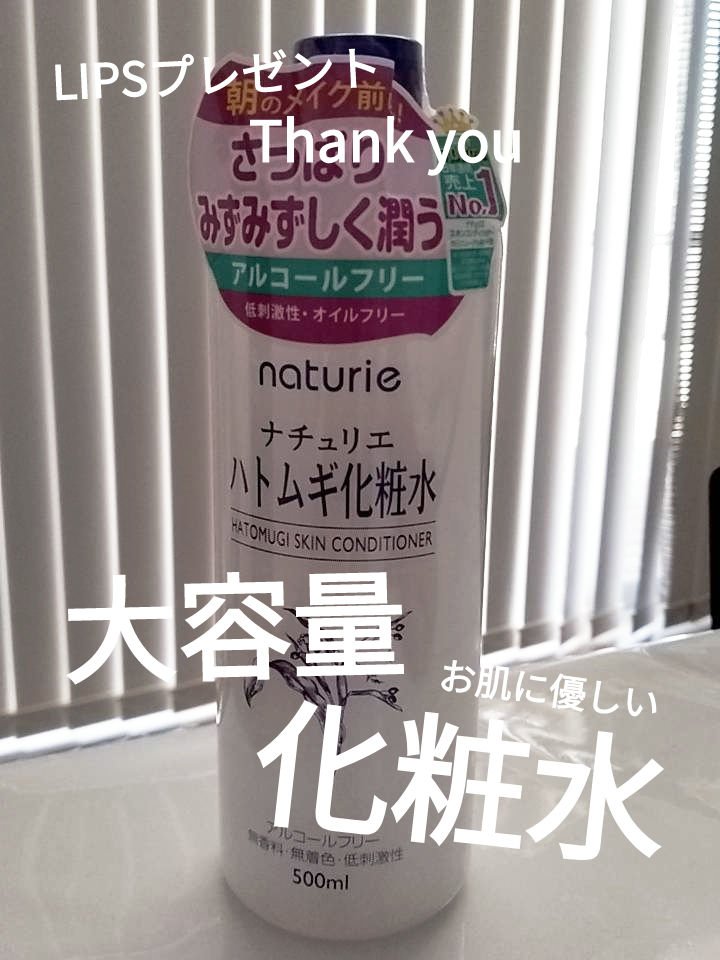 LIPSプレゼント
朝のメイク前に!
Thank you
さっぱり
売上
No.1
みずみずしく潤う
アルコールフリー
低刺激性・オイルフリー
naturie
ナチュリエ
ハトムギ化粧水
HATOMUGI SKIN CONDITIONER
大容量
お肌に優しい
化粧水
アルコールフリー
無香料・無着色・低刺激性
500ml